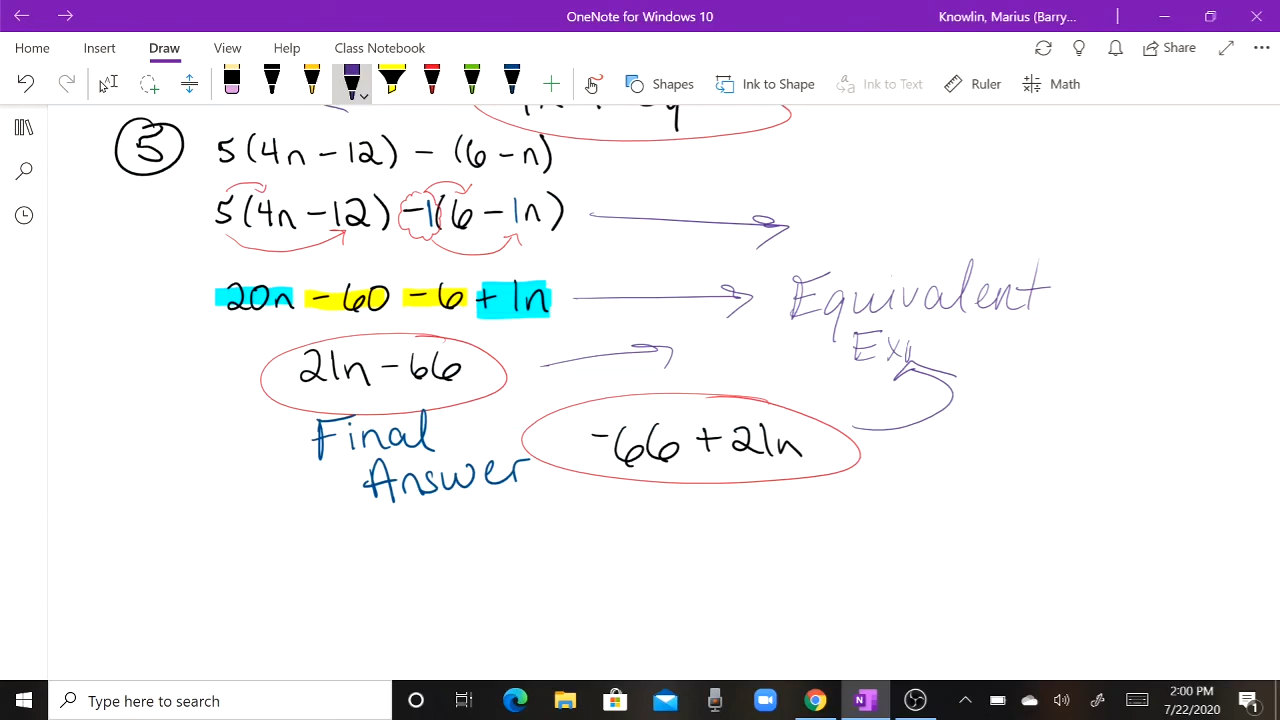 OneNote for Windows 10
Knowlin, Marius (Barry...
Home Insert Draw View Help Class Notebook
Share
Shapes Ink to Shape Ink to Text Ruler Math
5 5(4n - 12) - (6 - n)
5(4n - 12) -1(6 - 1n)
20n - 60 - 6 + 1n
Equivalent
Exp
21n - 66
Final
Answer
-66 + 21n
Type here to search
2:00 PM
7/22/2020
1